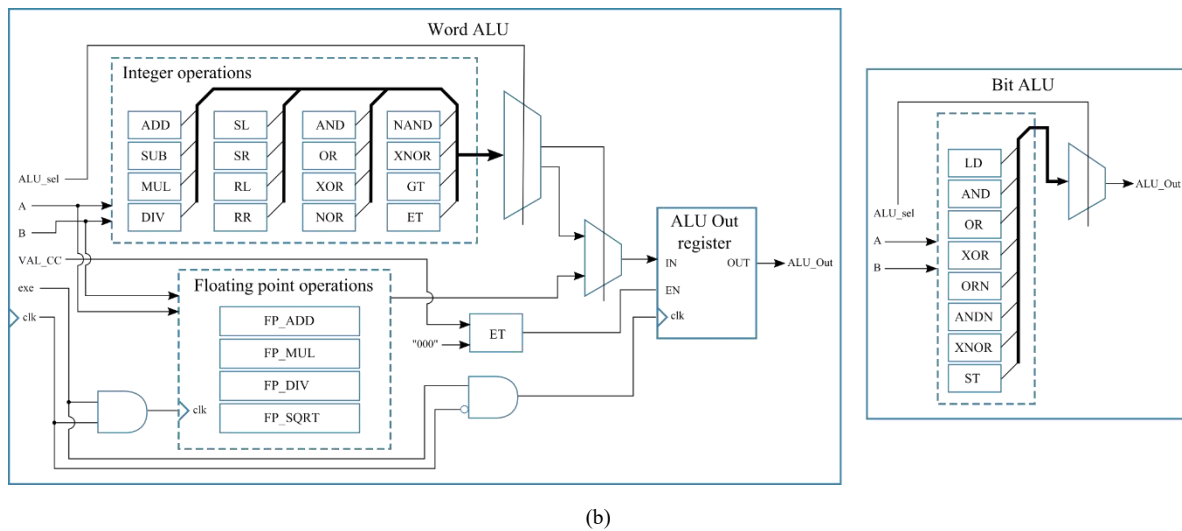 Word ALU
Integer operations
ADD
SUB
MUL
DIV
SL
SR
RL
RR
AND
OR
XOR
NOR
NAND
XNOR
GT
ET
ALU_sel
A
B
VAL_CC
exe
clk
Floating point operations
FP_ADD
FP_MUL
FP_DIV
FP_SQRT
clk
"000"
ET
ALU Out
register
IN
OUT
EN
clk
ALU_Out
Bit ALU
LD
AND
OR
XOR
ORN
ANDN
XNOR
ST
ALU_sel
A
B
ALU_Out
(b)